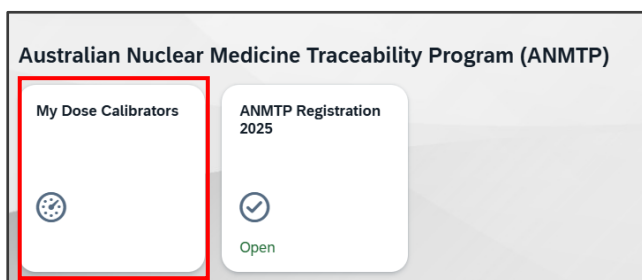 Australian Nuclear Medicine Traceability Program (ANMTP)
My Dose Calibrators
ANMTP Registration
2025
Open